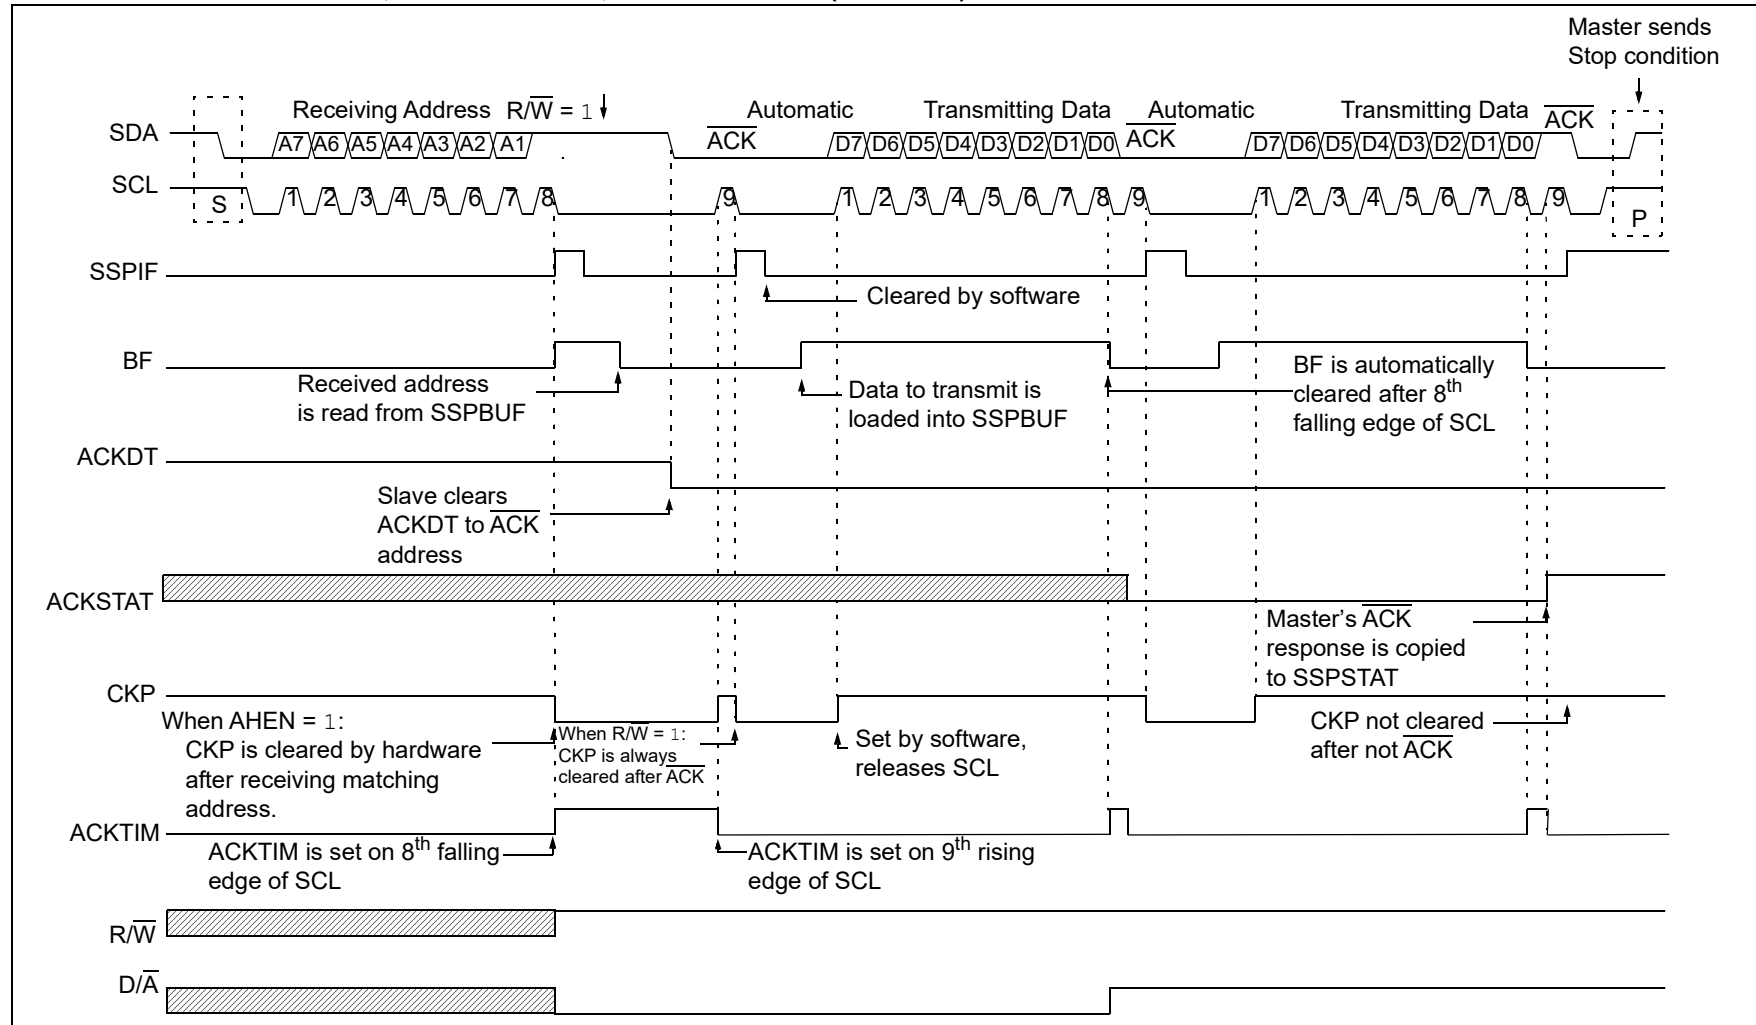 Master sends
Stop condition
Receiving Address R/W̅ = 1
Automatic
Transmitting Data
Automatic
Transmitting Data
A̅C̅K̅
SDA
A7 A6 A5 A4 A3 A2 A1
A̅C̅K̅
D7 D6 D5 D4 D3 D2 D1 D0
A̅C̅K̅
D7 D6 D5 D4 D3 D2 D1 D0
SCL
S
1 2 3 4 5 6 7 8
9
1 2 3 4 5 6 7 8 9
1 2 3 4 5 6 7 8 9
P
SSPIF
Cleared by software
BF
Received address
is read from SSPBUF
Data to transmit is
loaded into SSPBUF
BF is automatically
cleared after 8th
falling edge of SCL
ACKDT
Slave clears
ACKDT to A̅C̅K̅
address
ACKSTAT
Master's A̅C̅K̅
response is copied
to SSPSTAT
CKP
When AHEN = 1:
CKP is cleared by hardware
after receiving matching
address.
When R/W̅ = 1:
CKP is always
cleared after A̅C̅K̅
Set by software,
releases SCL
CKP not cleared
after not A̅C̅K̅
ACKTIM
ACKTIM is set on 8th falling
edge of SCL
ACKTIM is set on 9th rising
edge of SCL
R/W̅
D/A̅